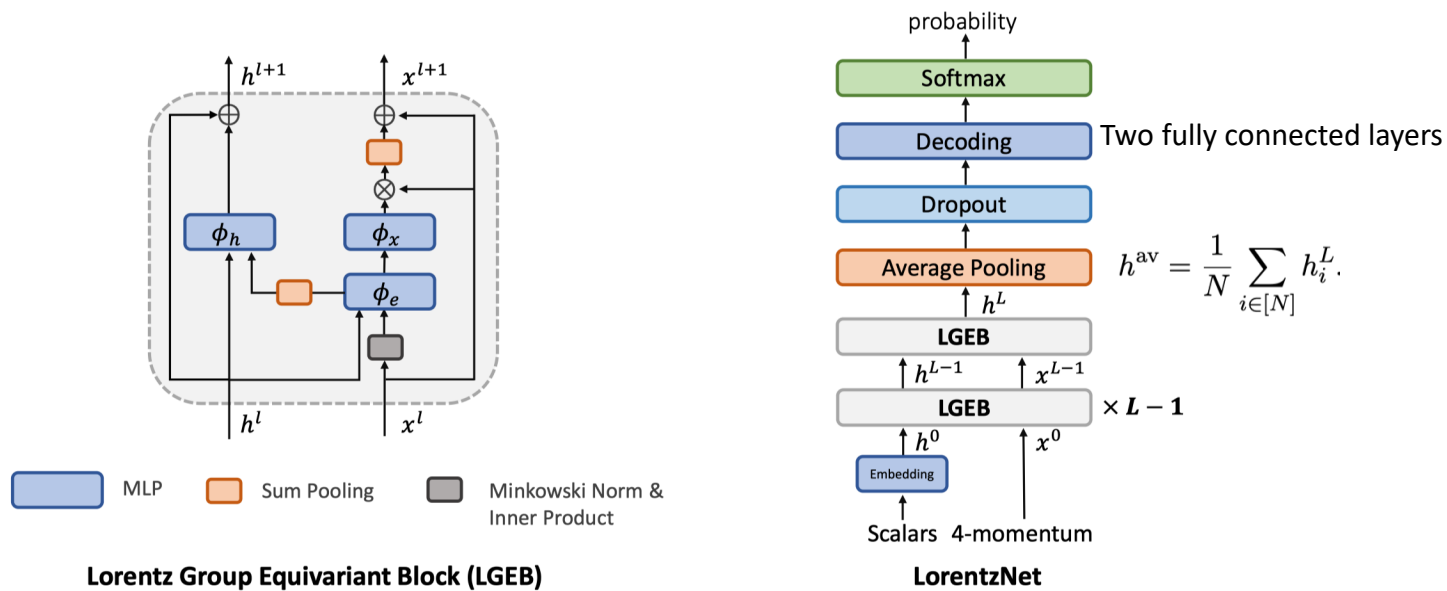 h^{l+1}
x^{l+1}
ϕ_h
ϕ_x
ϕ_e
h^l
x^l
MLP
Sum Pooling
Minkowski Norm &
Inner Product
Lorentz Group Equivariant Block (LGEB)
probability
Softmax
Decoding
Two fully connected layers
Dropout
Average Pooling
h^{av} = \frac{1}{N} \sum_{i∈[N]} h_i^L.
h^L
LGEB
h^{L−1}
x^{L−1}
LGEB
× L − 1
h^0
x^0
Embedding
Scalars 4-momentum
LorentzNet